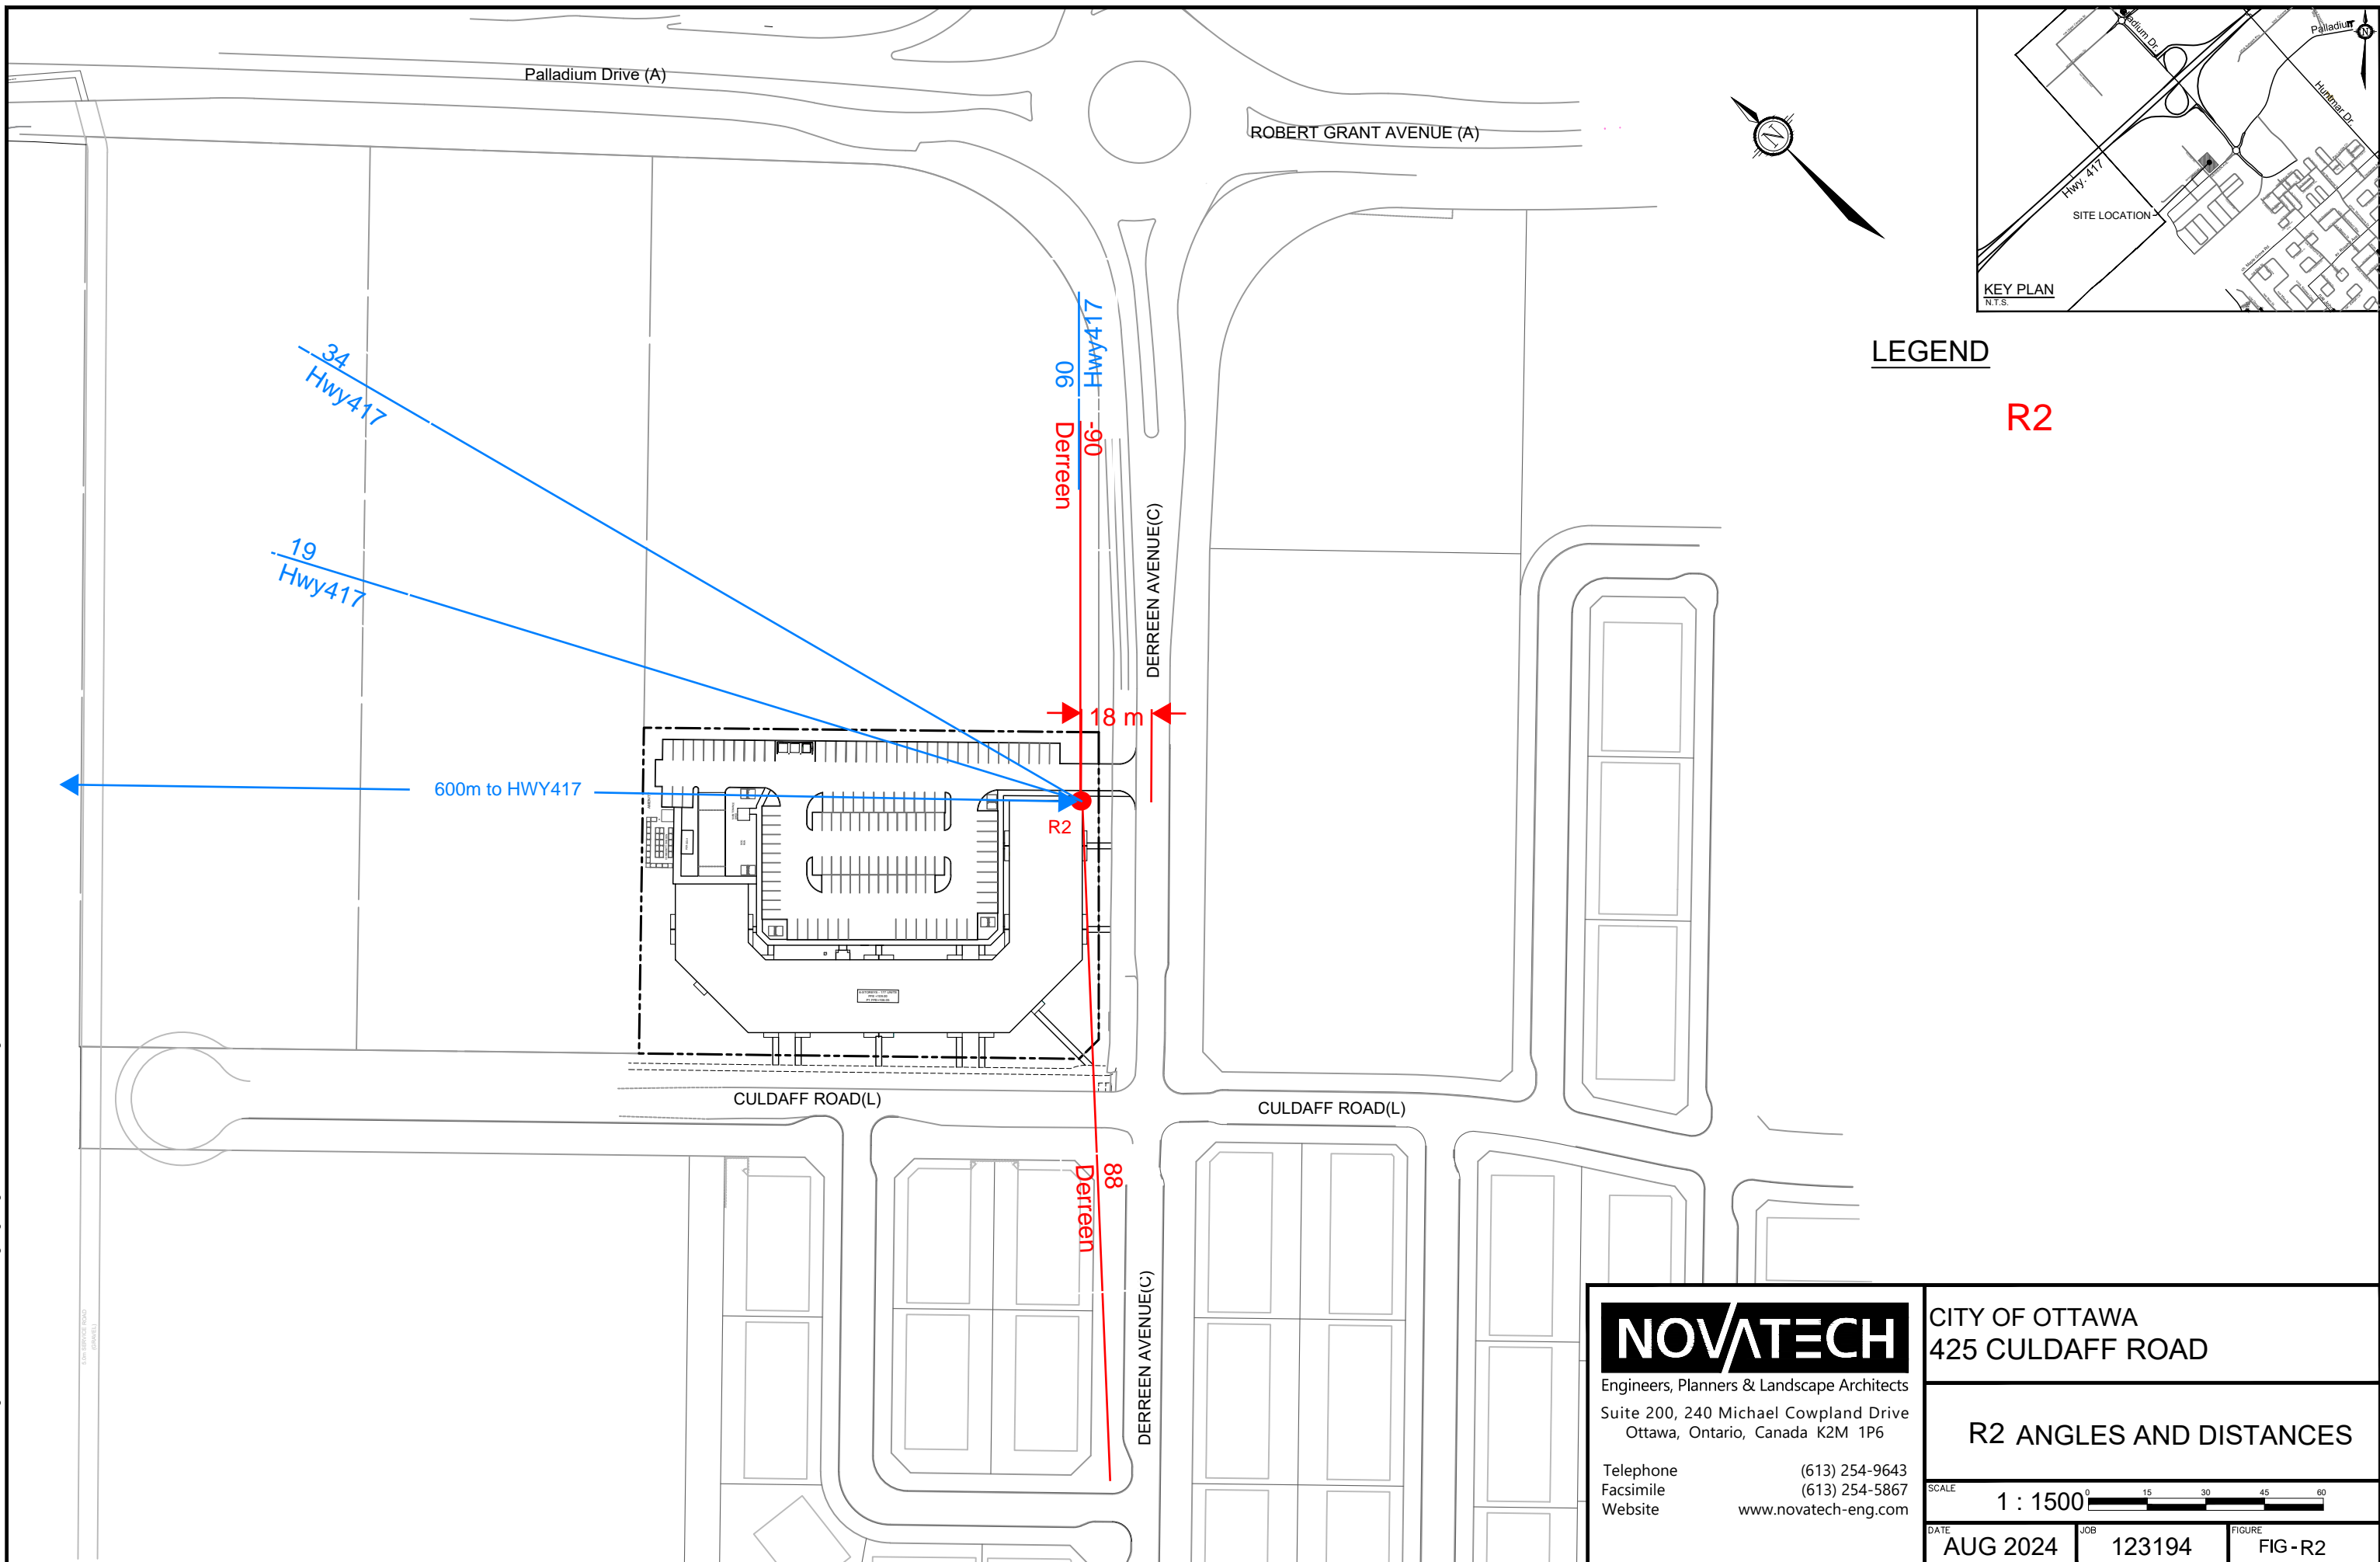 Palladium Drive (A)
ROBERT GRANT AVENUE (A)
N
Palladium Dr
Palladium
N
Huntmar Dr.
Hwy. 417
SITE LOCATION
KEY PLAN
N.T.S.
LEGEND
R2
34
Hwy417
19
Hwy417
90
Hwy417
-90
Derreen
DERREEN AVENUE(C)
18 m
600m to HWY417
R2
CULDAFF ROAD(L)
CULDAFF ROAD(L)
88
Derreen
DERREEN AVENUE(C)
NOVATECH
Engineers, Planners & Landscape Architects
Suite 200, 240 Michael Cowpland Drive
Ottawa, Ontario, Canada K2M 1P6
Telephone (613) 254-9643
Facsimile (613) 254-5867
Website www.novatech-eng.com
CITY OF OTTAWA
425 CULDAFF ROAD
R2 ANGLES AND DISTANCES
SCALE
1 : 1500
0 15 30 45 60
DATE
AUG 2024
JOB
123194
FIGURE
FIG-R2